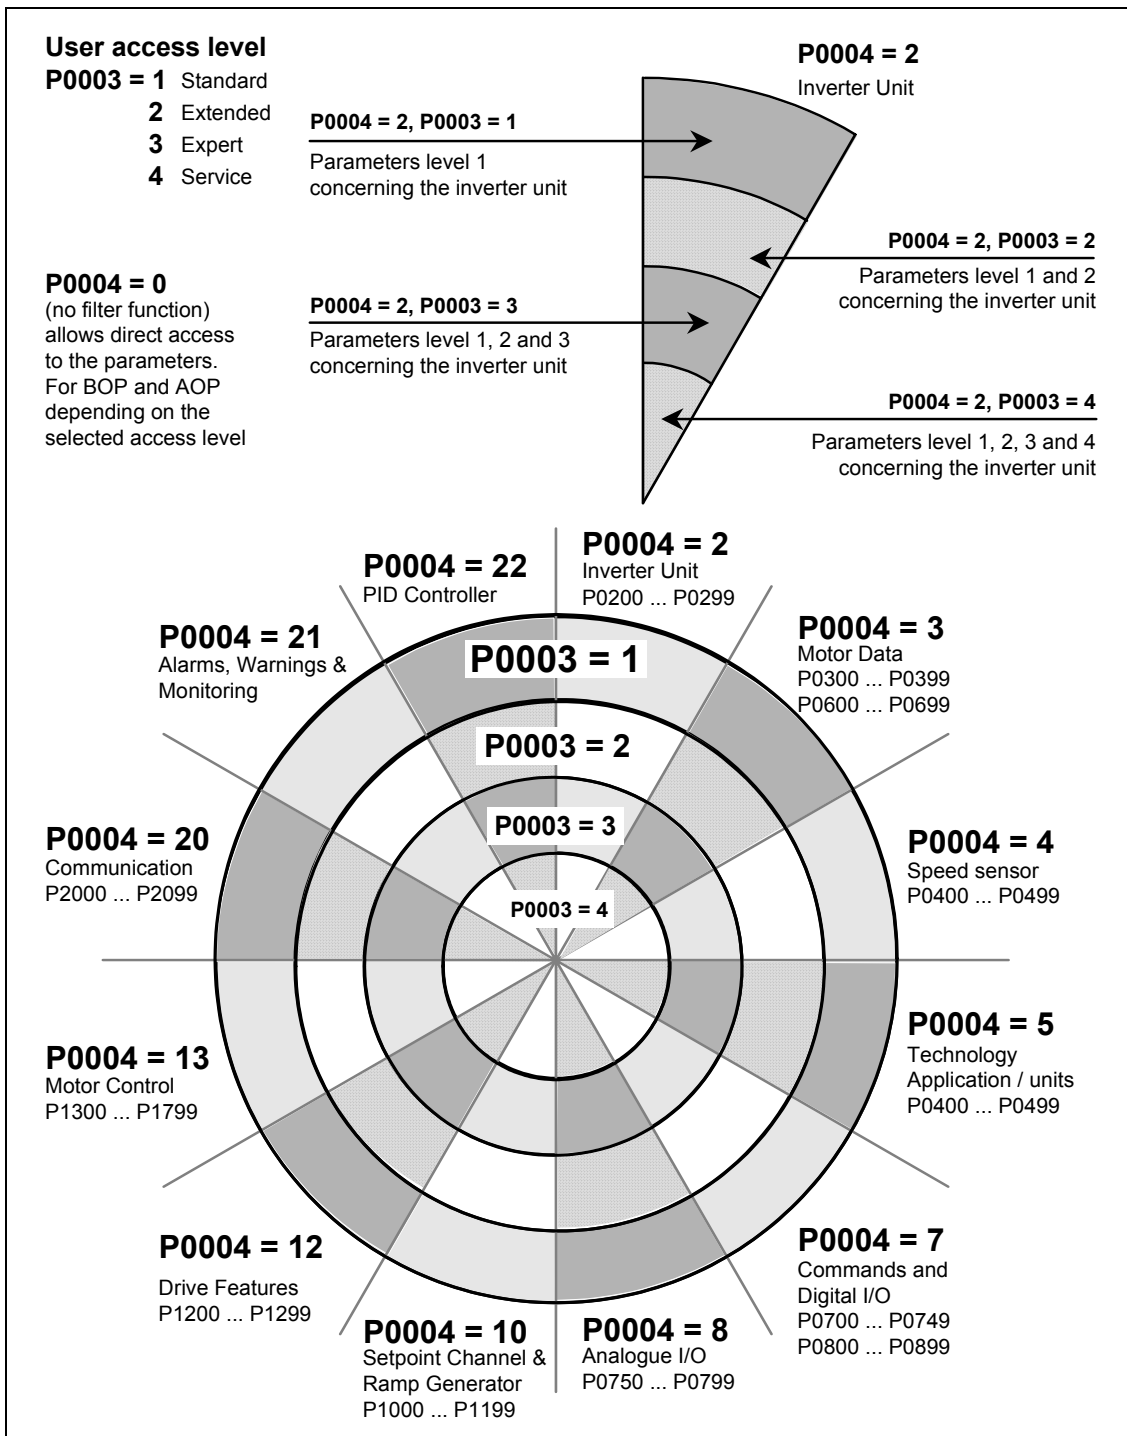 User access level
P0003 = 1 Standard
2 Extended
3 Expert
4 Service
P0004 = 0
(no filter function)
allows direct access
to the parameters.
For BOP and AOP
depending on the
selected access level
P0004 = 2, P0003 = 1
Parameters level 1
concerning the inverter unit
P0004 = 2, P0003 = 3
Parameters level 1, 2 and 3
concerning the inverter unit
P0004 = 2
Inverter Unit
P0004 = 2, P0003 = 2
Parameters level 1 and 2
concerning the inverter unit
P0004 = 2, P0003 = 4
Parameters level 1, 2, 3 and 4
concerning the inverter unit
P0004 = 22
PID Controller
P0004 = 2
Inverter Unit
P0200 ... P0299
P0004 = 21
Alarms, Warnings &
Monitoring
P0004 = 3
Motor Data
P0300 ... P0399
P0600 ... P0699
P0003 = 1
P0003 = 2
P0003 = 3
P0003 = 4
P0004 = 20
Communication
P2000 ... P2099
P0004 = 4
Speed sensor
P0400 ... P0499
P0004 = 13
Motor Control
P1300 ... P1799
P0004 = 5
Technology
Application / units
P0400 ... P0499
P0004 = 12
Drive Features
P1200 ... P1299
P0004 = 7
Commands and
Digital I/O
P0700 ... P0749
P0800 ... P0899
P0004 = 10
Setpoint Channel &
Ramp Generator
P1000 ... P1199
P0004 = 8
Analogue I/O
P0750 ... P0799